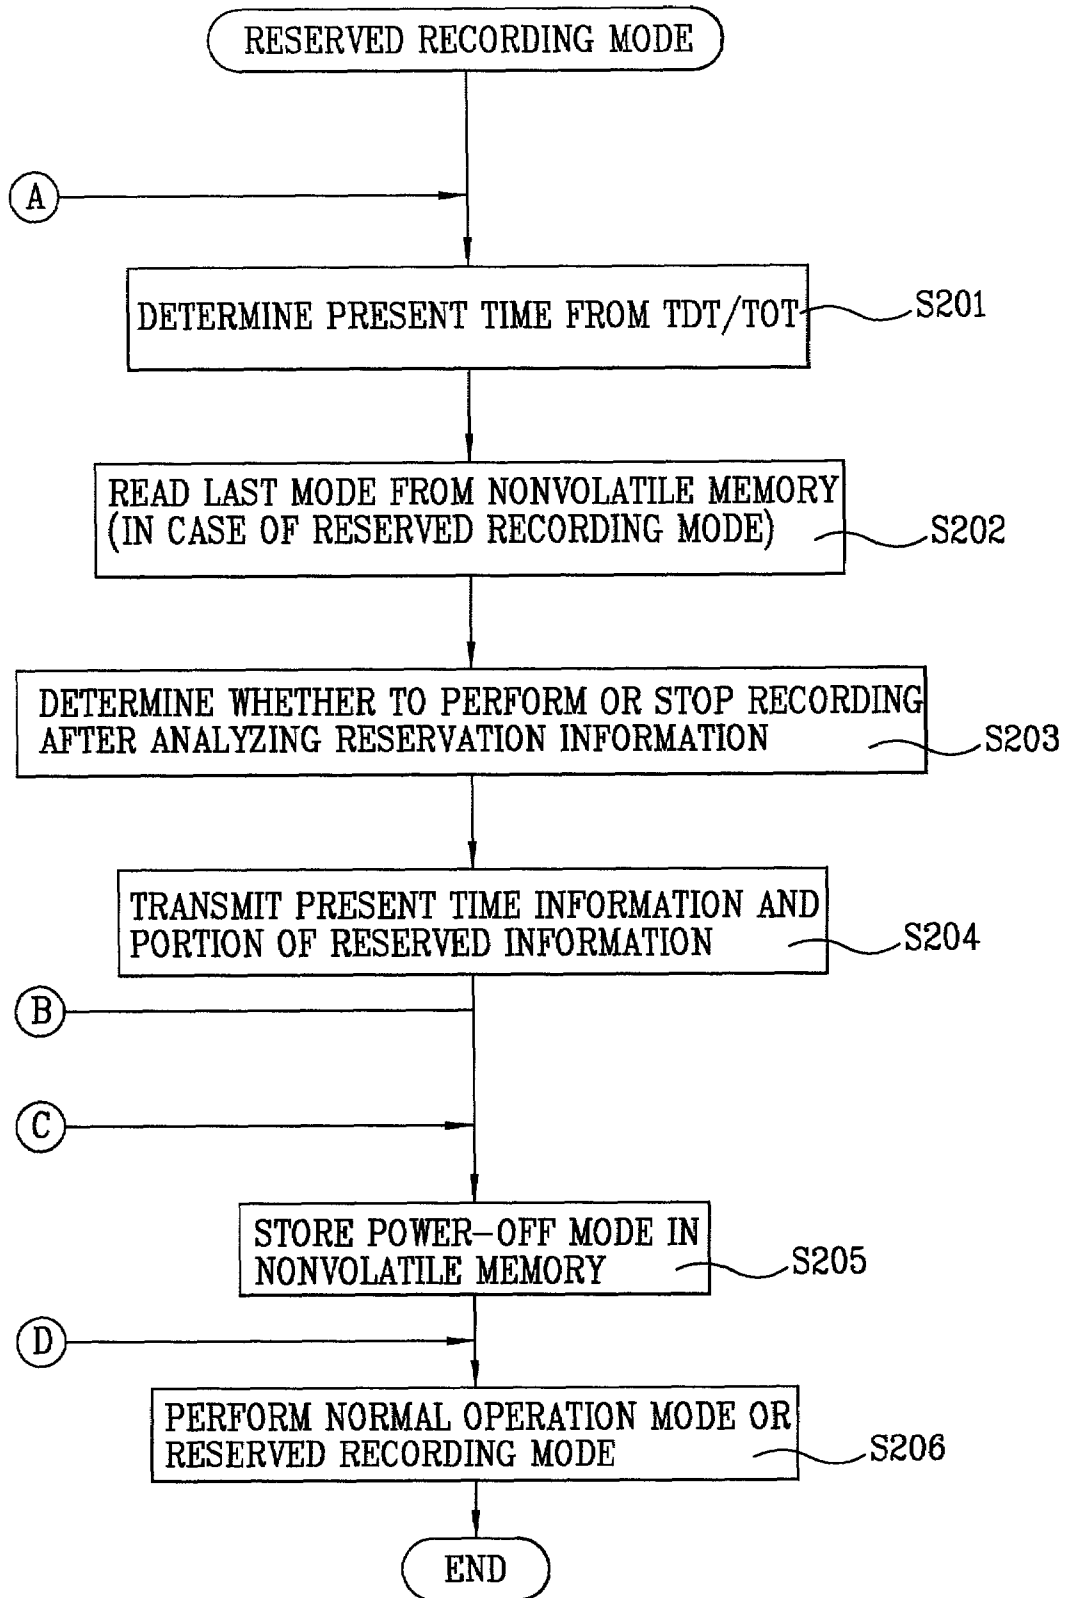 RESERVED RECORDING MODE
A
DETERMINE PRESENT TIME FROM TDT/TOT
S201
READ LAST MODE FROM NONVOLATILE MEMORY
(IN CASE OF RESERVED RECORDING MODE)
S202
DETERMINE WHETHER TO PERFORM OR STOP RECORDING
AFTER ANALYZING RESERVATION INFORMATION
S203
TRANSMIT PRESENT TIME INFORMATION AND
PORTION OF RESERVED INFORMATION
S204
B
C
STORE POWER-OFF MODE IN
NONVOLATILE MEMORY
S205
D
PERFORM NORMAL OPERATION MODE OR
RESERVED RECORDING MODE
S206
END